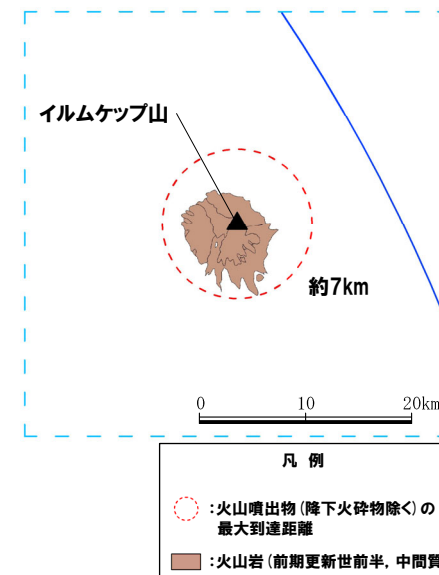 イルムケップ山
約7km
0 10 20km
凡 例
:火山噴出物(降下火砕物除く)の
最大到達距離
:火山岩(前期更新世前半, 中間質